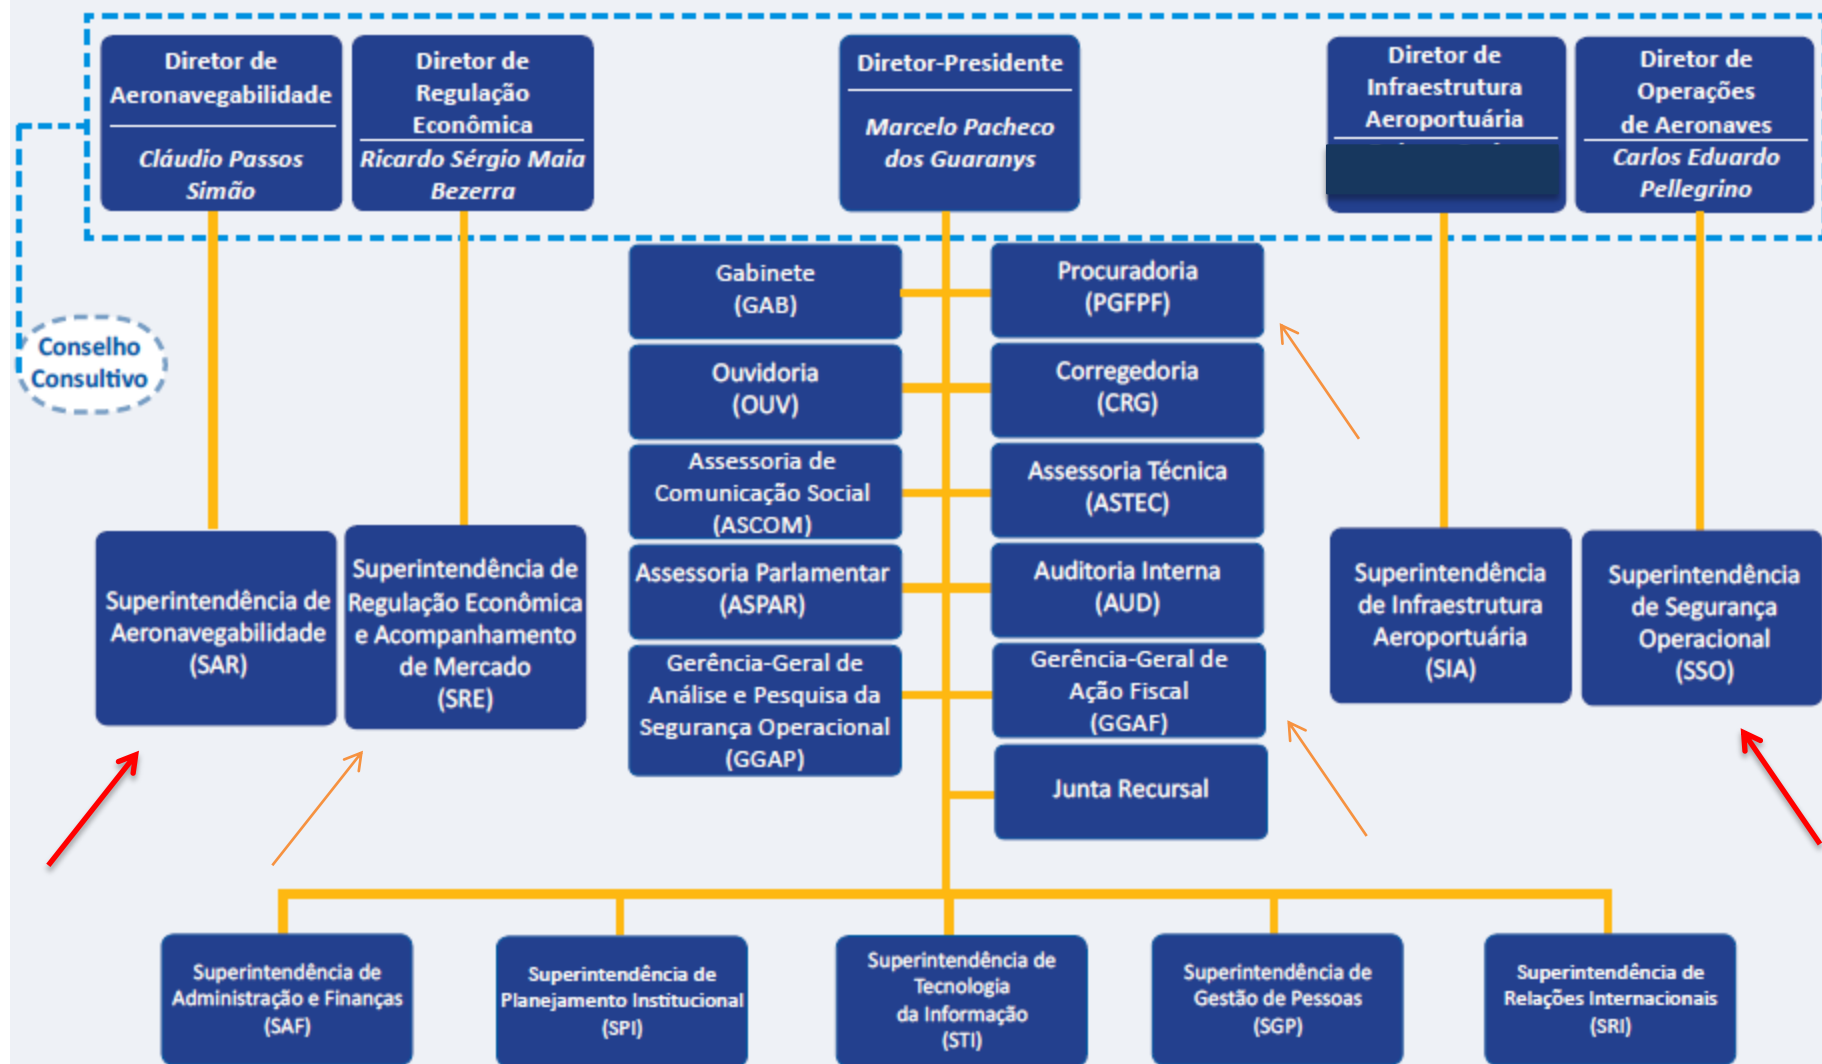 Diretor de
Aeronavegabilidade
Cláudio Passos
Simão
Diretor de
Regulação
Econômica
Ricardo Sérgio Maia
Bezerra
Diretor-Presidente
Marcelo Pacheco
dos Guaranys
Diretor de
Infraestrutura
Aeroportuária
Diretor de
Operações
de Aeronaves
Carlos Eduardo
Pellegrino
Conselho
Consultivo
Gabinete
(GAB)
Procuradoria
(PGFPF)
Ouvidoria
(OUV)
Corregedoria
(CRG)
Assessoria de
Comunicação Social
(ASCOM)
Assessoria Técnica
(ASTEC)
Assessoria Parlamentar
(ASPAR)
Auditoria Interna
(AUD)
Gerência-Geral de
Análise e Pesquisa da
Segurança Operacional
(GGAP)
Gerência-Geral de
Ação Fiscal
(GGAF)
Junta Recursal
Superintendência de
Aeronavegabilidade
(SAR)
Superintendência de
Regulação Econômica
e Acompanhamento
de Mercado
(SRE)
Superintendência
de Infraestrutura
Aeroportuária
(SIA)
Superintendência
de Segurança
Operacional
(SSO)
Superintendência de
Administração e Finanças
(SAF)
Superintendência de
Planejamento Institucional
(SPI)
Superintendência de
Tecnologia
da Informação
(STI)
Superintendência de
Gestão de Pessoas
(SGP)
Superintendência de
Relações Internacionais
(SRI)